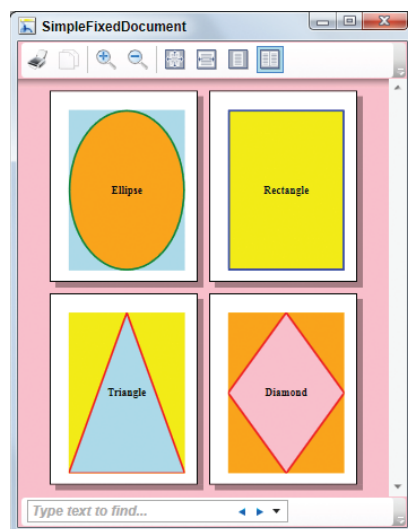 SimpleFixedDocument
Ellipse
Rectangle
Triangle
Diamond
Type text to find...